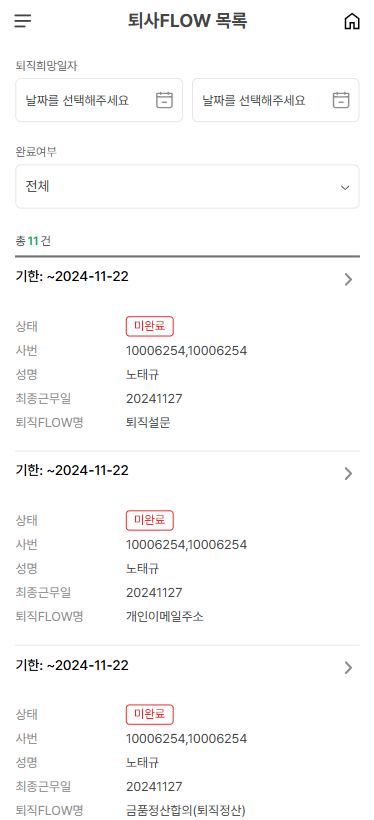 퇴사FLOW 목록
퇴직희망일자
날짜를 선택해주세요 날짜를 선택해주세요
완료여부
전체
총 11 건
기한: ~2024-11-22
상태 미완료
사번 10006254,10006254
성명 노태규
최종근무일 20241127
퇴직FLOW명 퇴직설문
기한: ~2024-11-22
상태 미완료
사번 10006254,10006254
성명 노태규
최종근무일 20241127
퇴직FLOW명 개인이메일주소
기한: ~2024-11-22
상태 미완료
사번 10006254,10006254
성명 노태규
최종근무일 20241127
퇴직FLOW명 금품정산합의(퇴직정산)